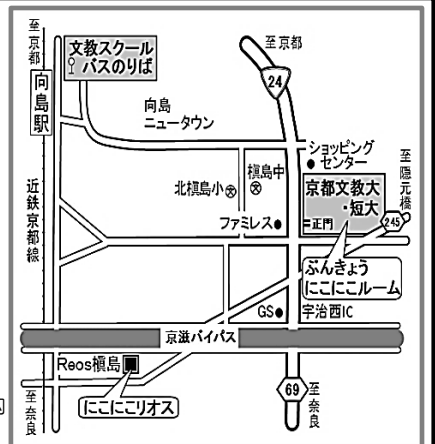 至京都
文教スクール
バスのりば
至京都
24
向島駅
向島
ニュータウン
ショッピング
センター
至隠元橋
槇島中
北槇島小
京都文教大
・短大
245
ファミレス
正門
近鉄京都線
ぶんきょう
にこにこルーム
GS
宇治西IC
京滋バイパス
Reos槇島
にこにこリオス
69
至奈良
至奈良